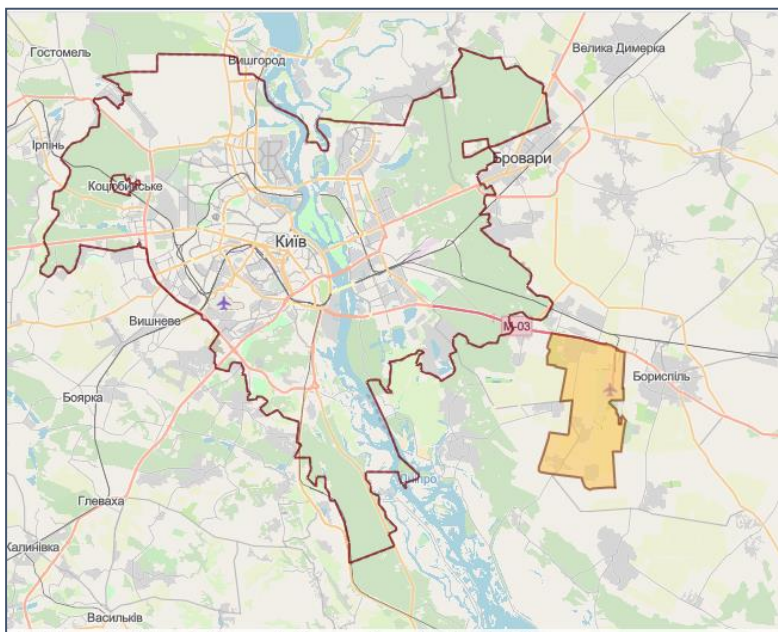 Гостомель
Вишгород
Велика Димерка
Ірпінь
Бровари
Коцюбинське
Київ
М-03
Вишневе
Бориспіль
Боярка
Дніпро
Глеваха
Калинівка
Васильків